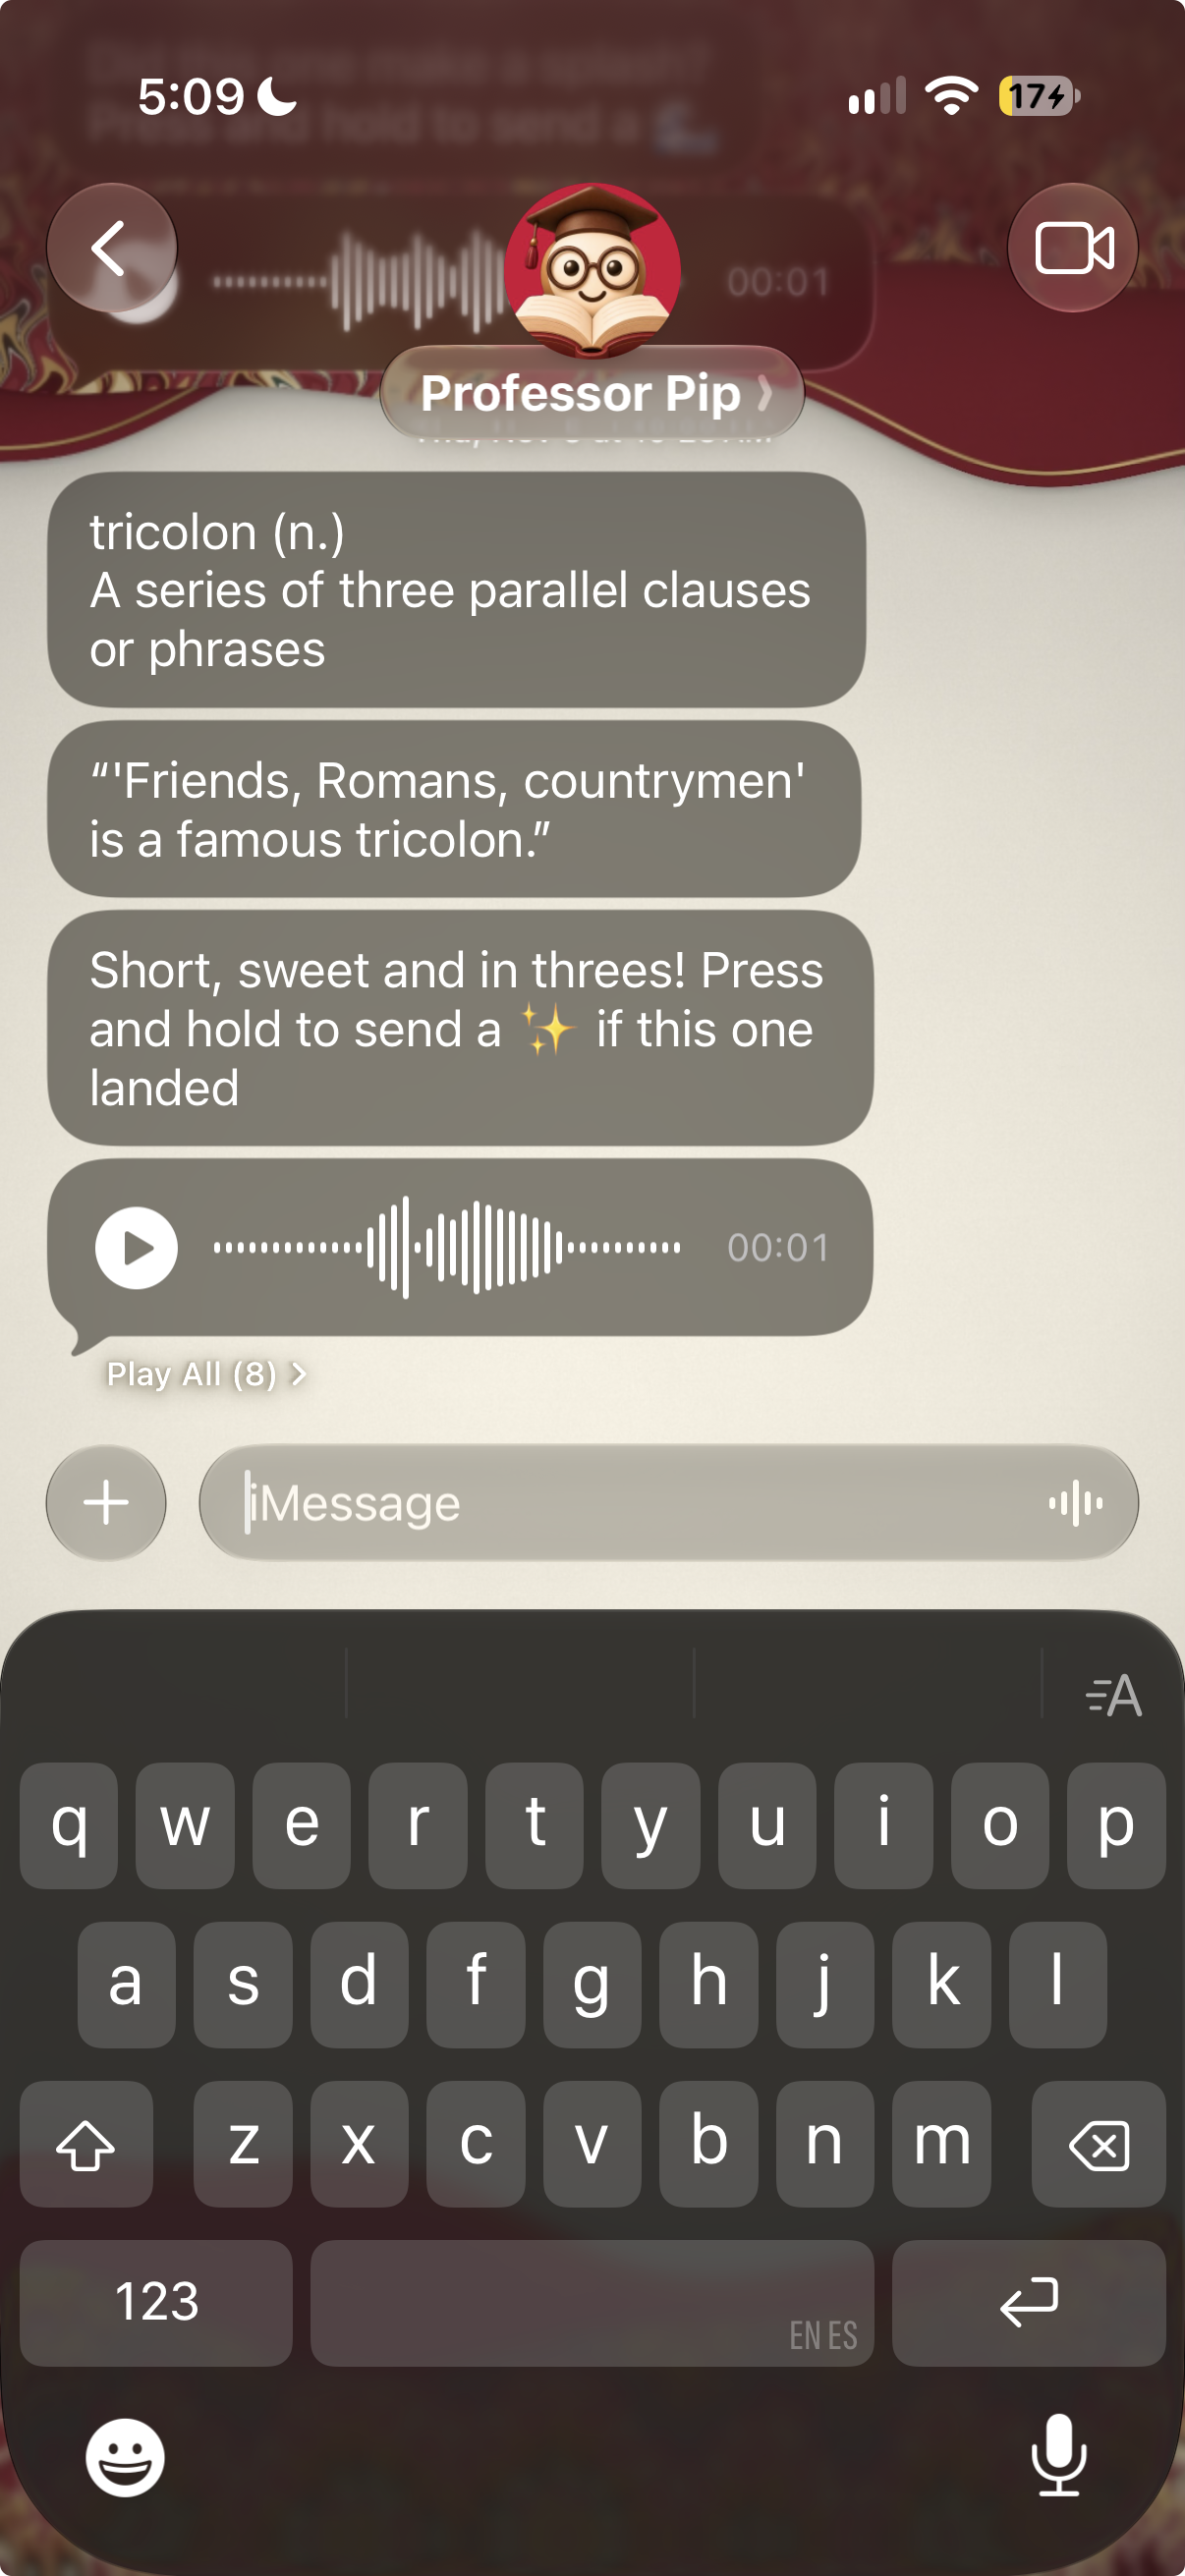 5:09
17
00:01
Professor Pip
tricolon (n.)
A series of three parallel clauses
or phrases
“'Friends, Romans, countrymen'
is a famous tricolon.”
Short, sweet and in threes! Press
and hold to send a ✨ if this one
landed
00:01
Play All (8)
iMessage
A
q w e r t y u i o p
a s d f g h j k l
z x c v b n m
123
EN ES